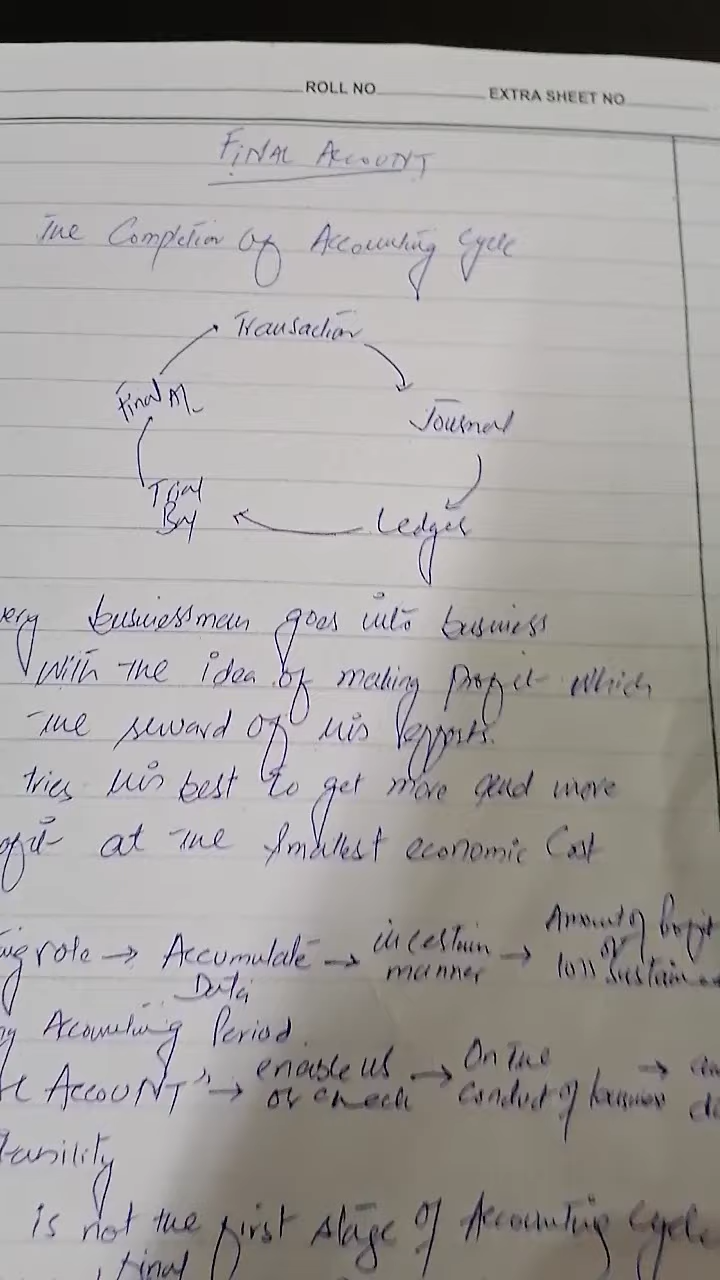 ROLL NO
EXTRA SHEET NO
FINAL ACCOUNT
The Completion of Accounting Cycle
Transaction
Final A/c
Journal
Trial
Bal
Ledger
businessman goes into business
With the idea of making profit which
the reward of his efforts.
tries his best to get more and more
at the smallest economic Cost
role → Accumulate → in certain → Amount of Profit
Data manner or loss Sustained
Accounting Period
ACCOUNT" → enable us → On the →
or check conduct of business
is not the first stage of Accounting Cycle
final